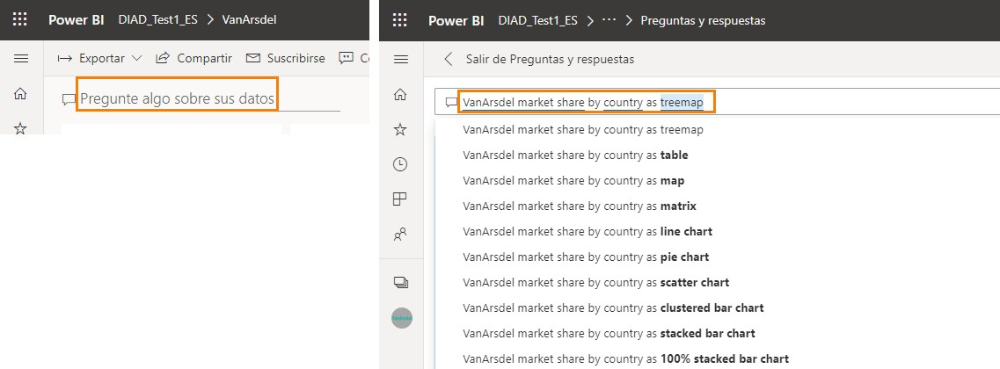 Power BI DIAD_Test1_ES > VanArsdel
Exportar Compartir Suscribirse
Pregunte algo sobre sus datos
Power BI DIAD_Test1_ES > ··· > Preguntas y respuestas
Salir de Preguntas y respuestas
VanArsdel market share by country as treemap
VanArsdel market share by country as treemap
VanArsdel market share by country as table
VanArsdel market share by country as map
VanArsdel market share by country as matrix
VanArsdel market share by country as line chart
VanArsdel market share by country as pie chart
VanArsdel market share by country as scatter chart
VanArsdel market share by country as clustered bar chart
VanArsdel market share by country as stacked bar chart
VanArsdel market share by country as 100% stacked bar chart